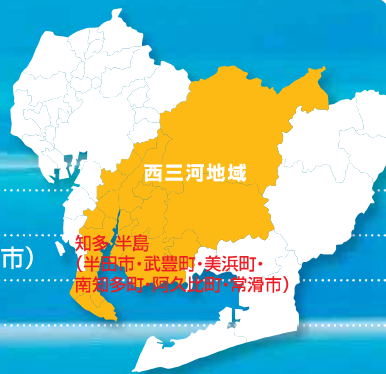 西三河地域
知多半島
(半田市・武豊町・美浜町・
市)
南知多町・阿久比町・常滑市)